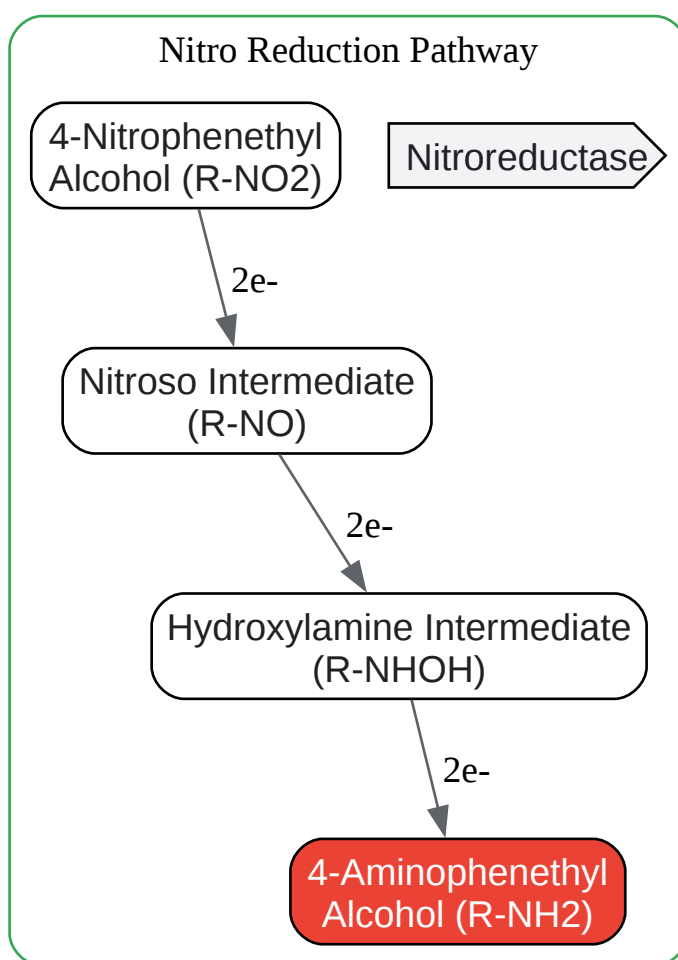 Nitro Reduction Pathway
4-Nitrophenethyl
Alcohol (R-NO2)
Nitroreductase
2e-
Nitroso Intermediate
(R-NO)
2e-
Hydroxylamine Intermediate
(R-NHOH)
2e-
4-Aminophenethyl
Alcohol (R-NH2)